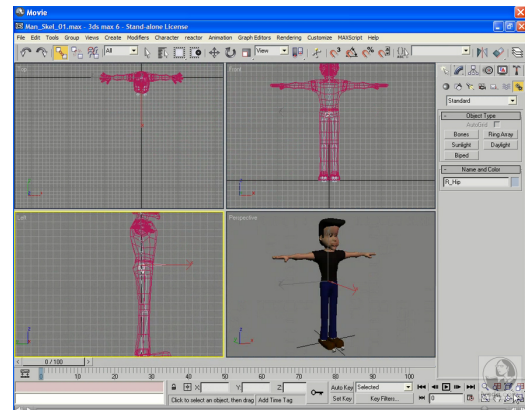 Movie
Man_Skel_01.max - 3ds max 6 - Stand-alone License
File Edit Tools Group Views Create Modifiers Character reactor Animation Graph Editors Rendering Customize MAXScript Help
All
View
Top
Front
Left
Perspective
Standard
- Object Type
AutoGrid
Bones Ring Array
Sunlight Daylight
Biped
- Name and Color
R_Hip
0 / 100
0 10 20 30 40 50 60 70 80 90 100
X: Y: Z:
Auto Key Selected
Set Key Key Filters...
0
Click to select an object, then drag
Add Time Tag